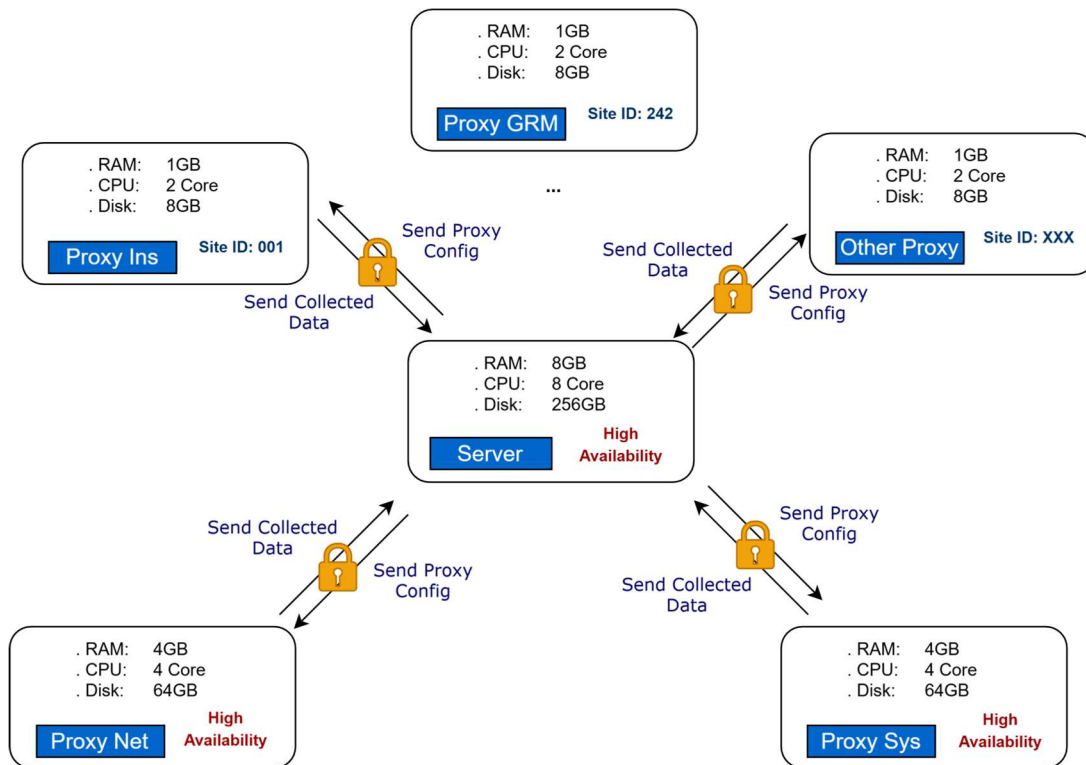 . RAM: 1GB
. CPU: 2 Core
. Disk: 8GB
Proxy GRM
Site ID: 242
. RAM: 1GB
. CPU: 2 Core
. Disk: 8GB
Proxy Ins
Site ID: 001
...
. RAM: 1GB
. CPU: 2 Core
. Disk: 8GB
Other Proxy
Site ID: XXX
Send Proxy
Config
Send Collected
Data
Send Collected
Data
Send Proxy
Config
. RAM: 8GB
. CPU: 8 Core
. Disk: 256GB
Server
High
Availability
Send Collected
Data
Send Proxy
Config
Send Proxy
Config
Send Collected
Data
. RAM: 4GB
. CPU: 4 Core
. Disk: 64GB
Proxy Net
High
Availability
. RAM: 4GB
. CPU: 4 Core
. Disk: 64GB
Proxy Sys
High
Availability